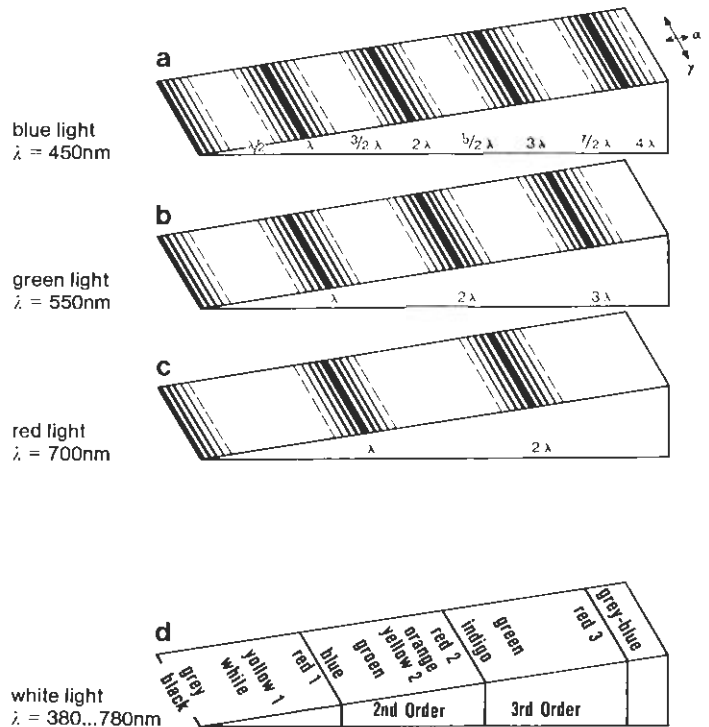 a
α
γ
blue light
λ = 450nm
λ/2 λ 3/2 λ 2 λ 5/2 λ 3 λ 7/2 λ 4 λ
b
green light
λ = 550nm
λ 2 λ 3 λ
c
red light
λ = 700nm
λ 2 λ
d
white light
λ = 380...780nm
black
grey
white
yellow 1
red 1
blue
green
yellow 2
orange
red 2
indigo
green
red 3
grey-blue
2nd Order 3rd Order